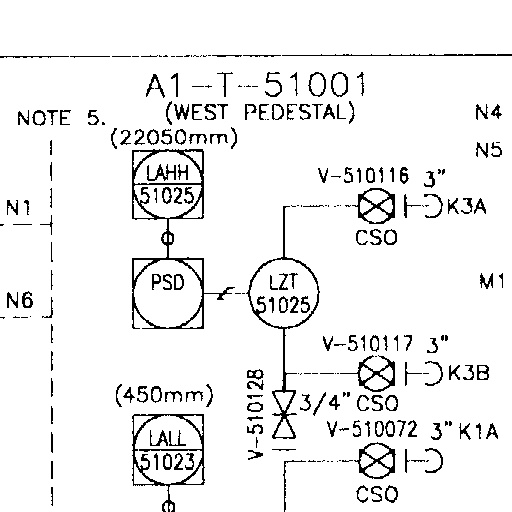 A1-T-51001
(WEST PEDESTAL)
NOTE 5.
N4
(22050mm)
N5
LAHH
51025
V-510116 3"
K3A
CSO
N1
PSD
LZT
51025
M1
N6
V-510117 3"
K3B
CSO
(450mm)
V-510128
3/4"
V-510072 3" K1A
LALL
51023
CSO